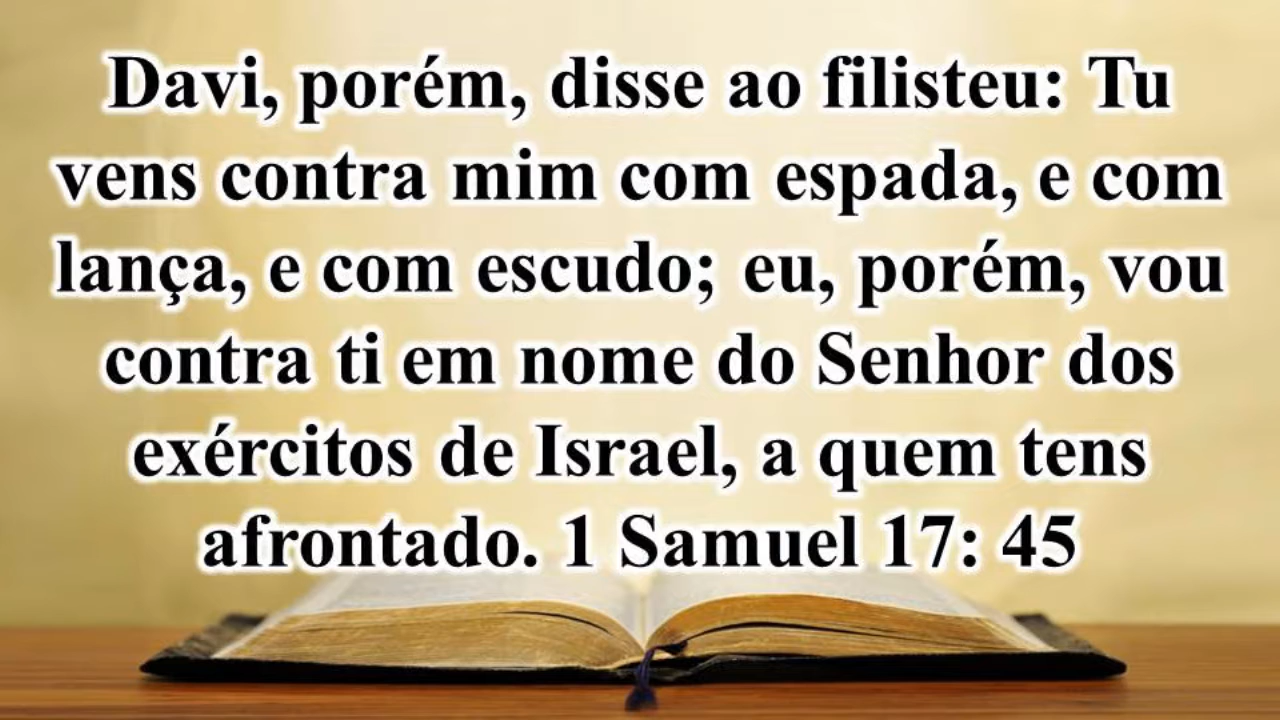 Davi, porém, disse ao filisteu: Tu
vens contra mim com espada, e com
lança, e com escudo; eu, porém, vou
contra ti em nome do Senhor dos
exércitos de Israel, a quem tens
afrontado. 1 Samuel 17: 45